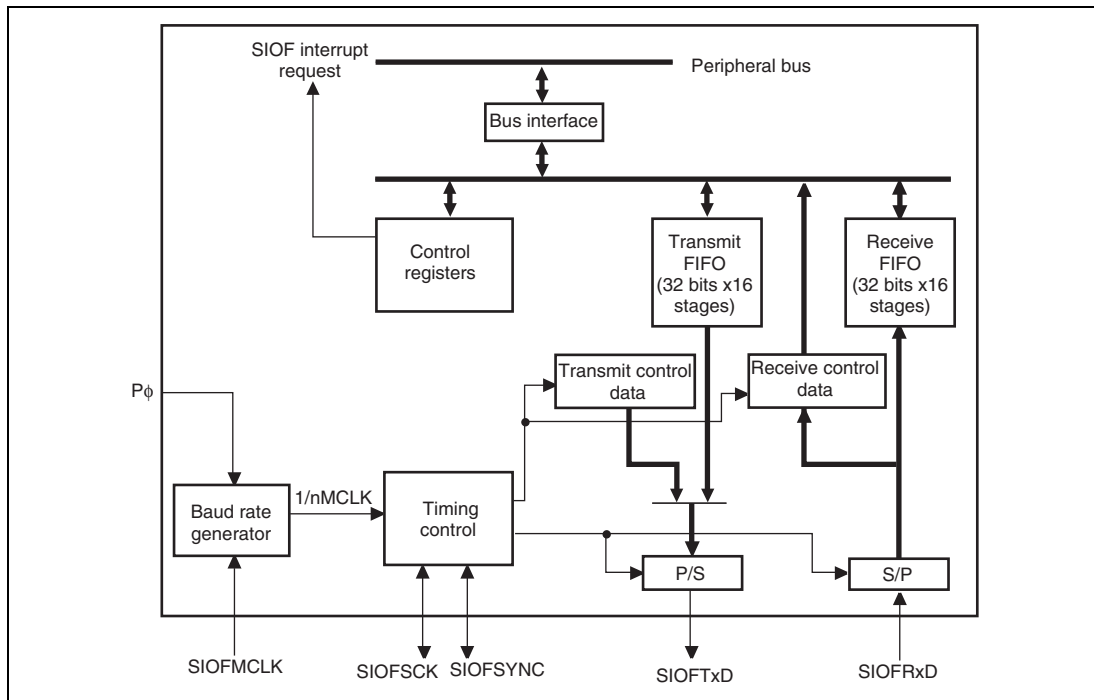 SIOF interrupt
request
Peripheral bus
Bus interface
Control
registers
Transmit
FIFO
(32 bits x16
stages)
Receive
FIFO
(32 bits x16
stages)
Transmit control
data
Receive control
data
Pϕ
Baud rate
generator
1/nMCLK
Timing
control
P/S
S/P
SIOFMCLK
SIOFSCK
SIOFSYNC
SIOFTxD
SIOFRxD